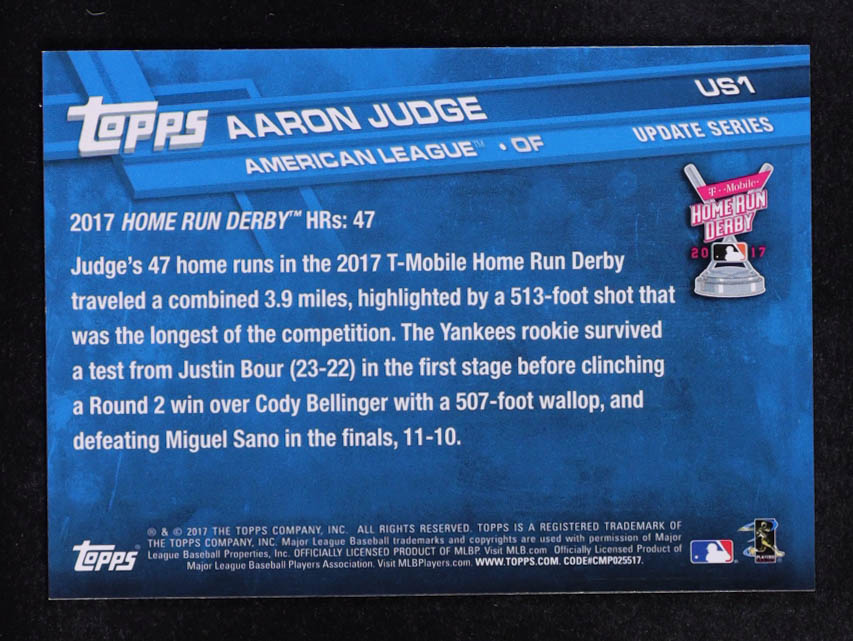 TOPPS
AARON JUDGE
US1
AMERICAN LEAGUE™ • OF
UPDATE SERIES
T-Mobile
HOME RUN
DERBY
2017
2017 HOME RUN DERBY™ HRs: 47
Judge's 47 home runs in the 2017 T-Mobile Home Run Derby
traveled a combined 3.9 miles, highlighted by a 513-foot shot that
was the longest of the competition. The Yankees rookie survived
a test from Justin Bour (23-22) in the first stage before clinching
a Round 2 win over Cody Bellinger with a 507-foot wallop, and
defeating Miguel Sano in the finals, 11-10.
TOPPS
® & © 2017 THE TOPPS COMPANY, INC. ALL RIGHTS RESERVED. TOPPS IS A REGISTERED TRADEMARK OF
THE TOPPS COMPANY, INC. Major League Baseball trademarks and copyrights are used with permission of Major
League Baseball Properties, Inc. OFFICIALLY LICENSED PRODUCT OF MLBP. Visit MLB.com Officially Licensed Product of
Major League Baseball Players Association. Visit MLBPlayers.com. WWW.TOPPS.COM. CODE#CMP025517.
PLAYERS